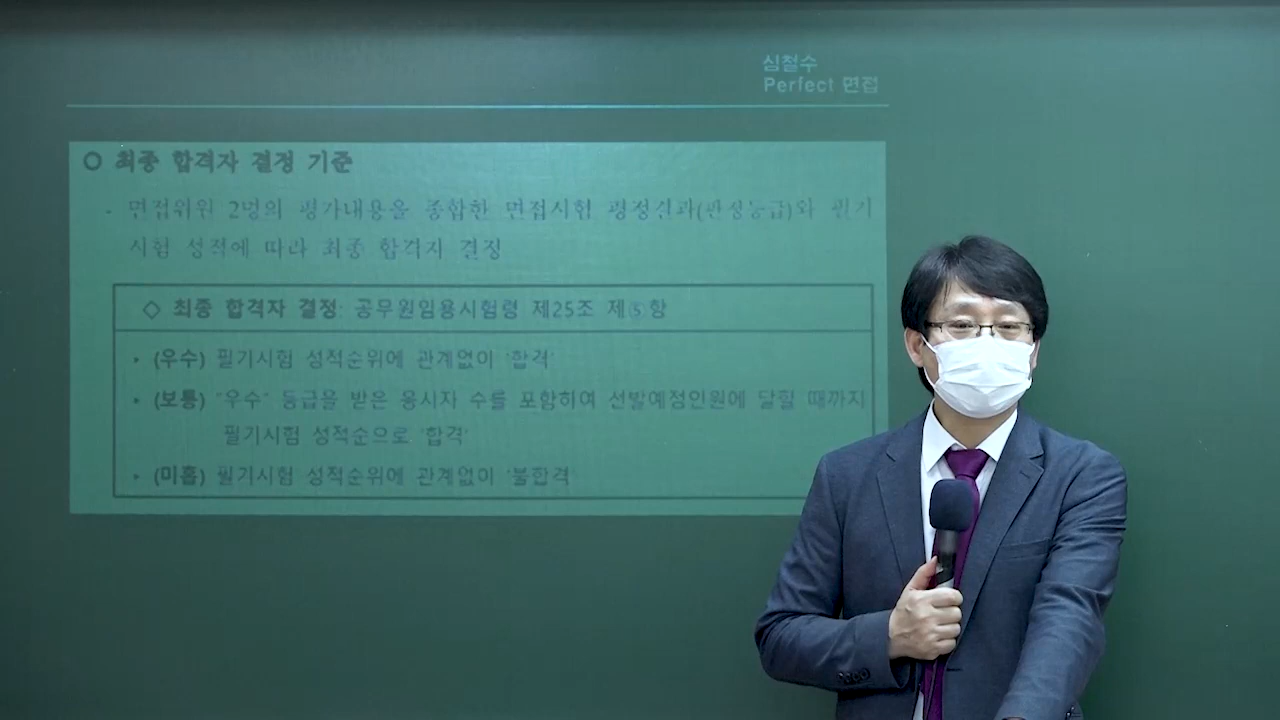 심철수
Perfect 면접
○ 최종 합격자 결정 기준
- 면접위원 2명의 평가내용을 종합한 면접시험 평정결과(판정등급)와 필기
시험 성적에 따라 최종 합격자 결정
◇ 최종 합격자 결정: 공무원임용시험령 제25조 제⑤항
‣ (우수) 필기시험 성적순위에 관계없이 '합격'
‣ (보통) "우수" 등급을 받은 응시자 수를 포함하여 선발예정인원에 달할 때까지
필기시험 성적순으로 '합격'
‣ (미흡) 필기시험 성적순위에 관계없이 '불합격